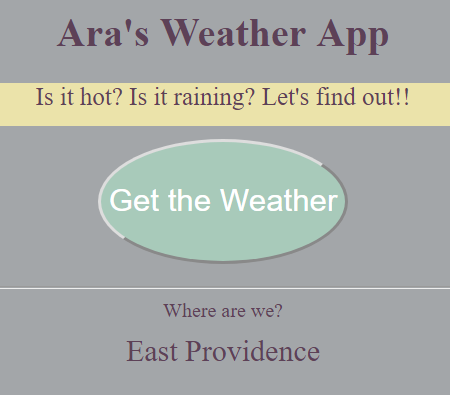 Ara's Weather App
Is it hot? Is it raining? Let's find out!!
Get the Weather
Where are we?
East Providence